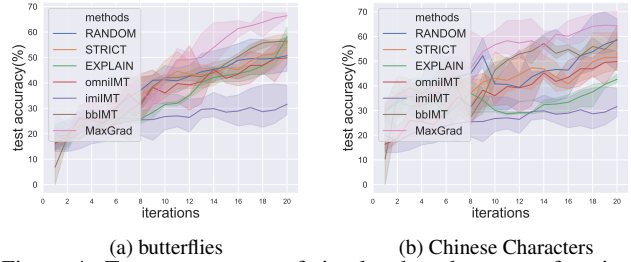 70
60
50
40
30
20
10
0
test accuracy(%)
methods
RANDOM
STRICT
EXPLAIN
omniIMT
imiIMT
bbIMT
MaxGrad
0 2 4 6 8 10 12 14 16 18 20
iterations
(a) butterflies
70
60
50
40
30
20
10
0
test accuracy(%)
methods
RANDOM
STRICT
EXPLAIN
omniIMT
imiIMT
bbIMT
MaxGrad
0 2 4 6 8 10 12 14 16 18 20
iterations
(b) Chinese Characters